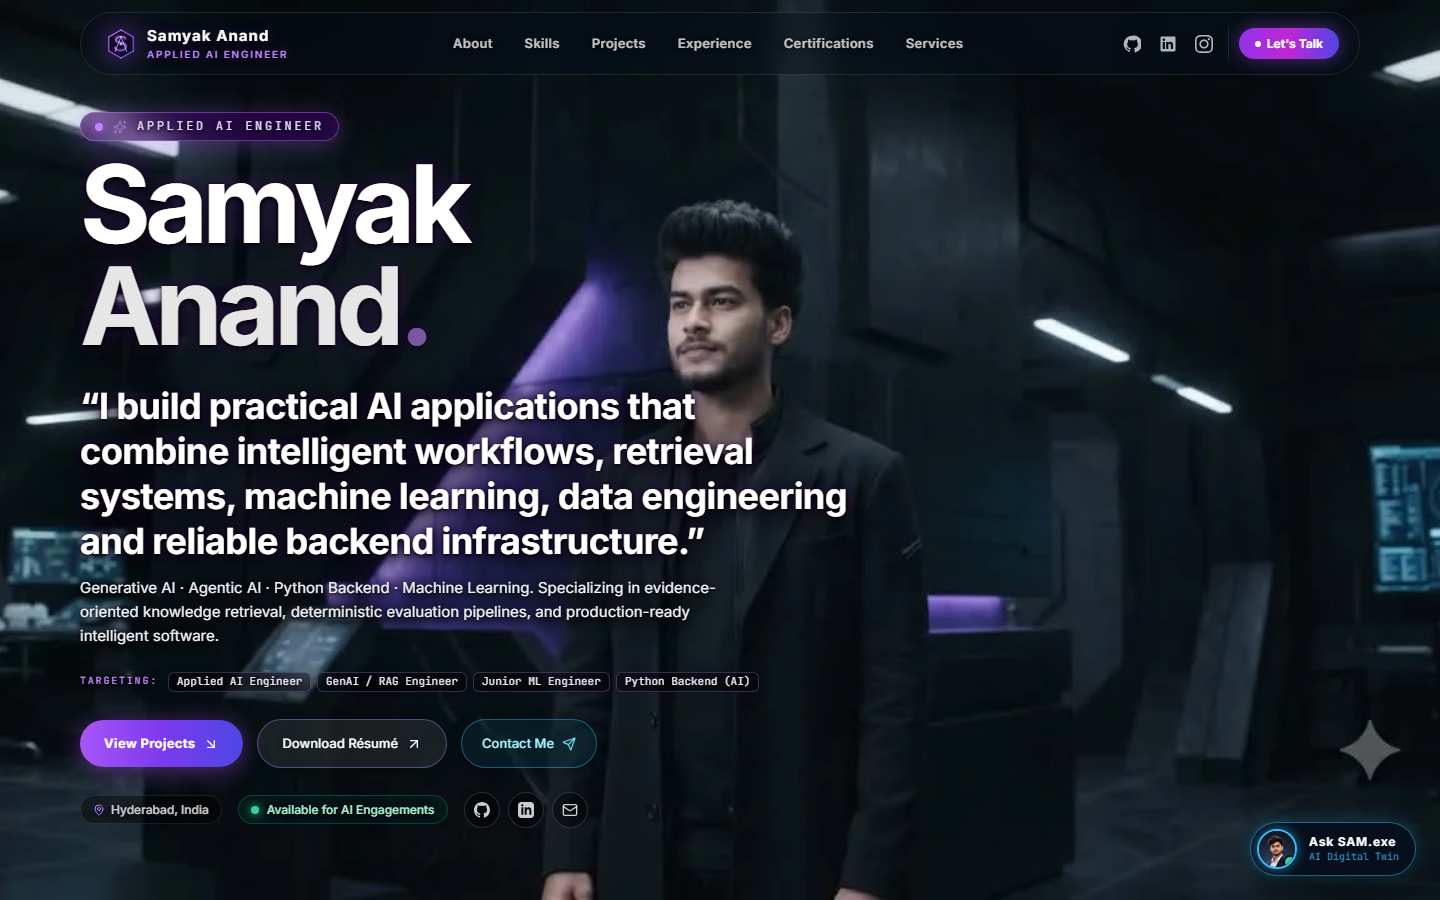 Samyak Anand
APPLIED AI ENGINEER
About
Skills
Projects
Experience
Certifications
Services
Let's Talk
APPLIED AI ENGINEER
Samyak
Anand.
“I build practical AI applications that
combine intelligent workflows, retrieval
systems, machine learning, data engineering
and reliable backend infrastructure.”
Generative AI · Agentic AI · Python Backend · Machine Learning. Specializing in evidence-
oriented knowledge retrieval, deterministic evaluation pipelines, and production-ready
intelligent software.
TARGETING:
Applied AI Engineer
GenAI / RAG Engineer
Junior ML Engineer
Python Backend (AI)
View Projects
Download Résumé
Contact Me
Hyderabad, India
Available for AI Engagements
Ask SAM.exe
AI Digital Twin